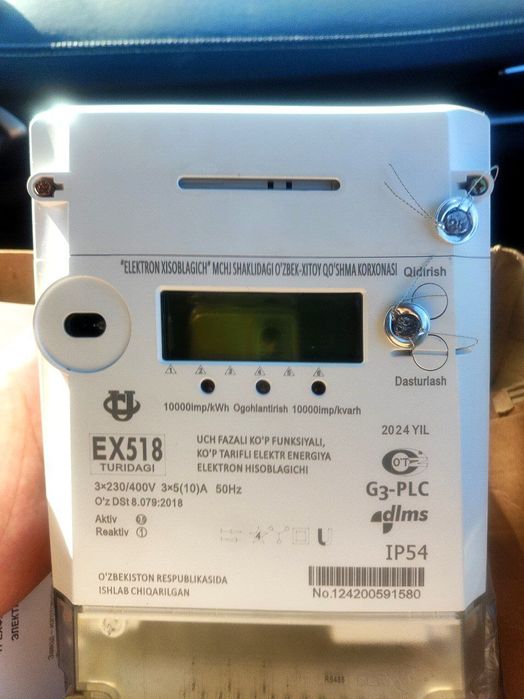 "ELEKTRON XISOBLAGICH" MCHJ SHAKLIDAGI O'ZBEK-XITOY QO'SHMA KORXONASI
Qidirish
Dasturlash
10000imp/kWh Ogohlantirish 10000imp/kvarh
EX518
TURIDAGI
UCH FAZALI KO'P FUNKSIYALI,
KO'P TARIFLI ELEKTR ENERGIYA
ELEKTRON HISOBLAGICHI
2024 YIL
O'T
3×230/400V 3×5(10)A 50Hz
O'z DSt 8.079:2018
G3-PLC
dlms
Aktiv
Reaktiv ①
IP54
O'ZBEKISTON RESPUBLIKASIDA
ISHLAB CHIQARILGAN
No.124200591580
RS485